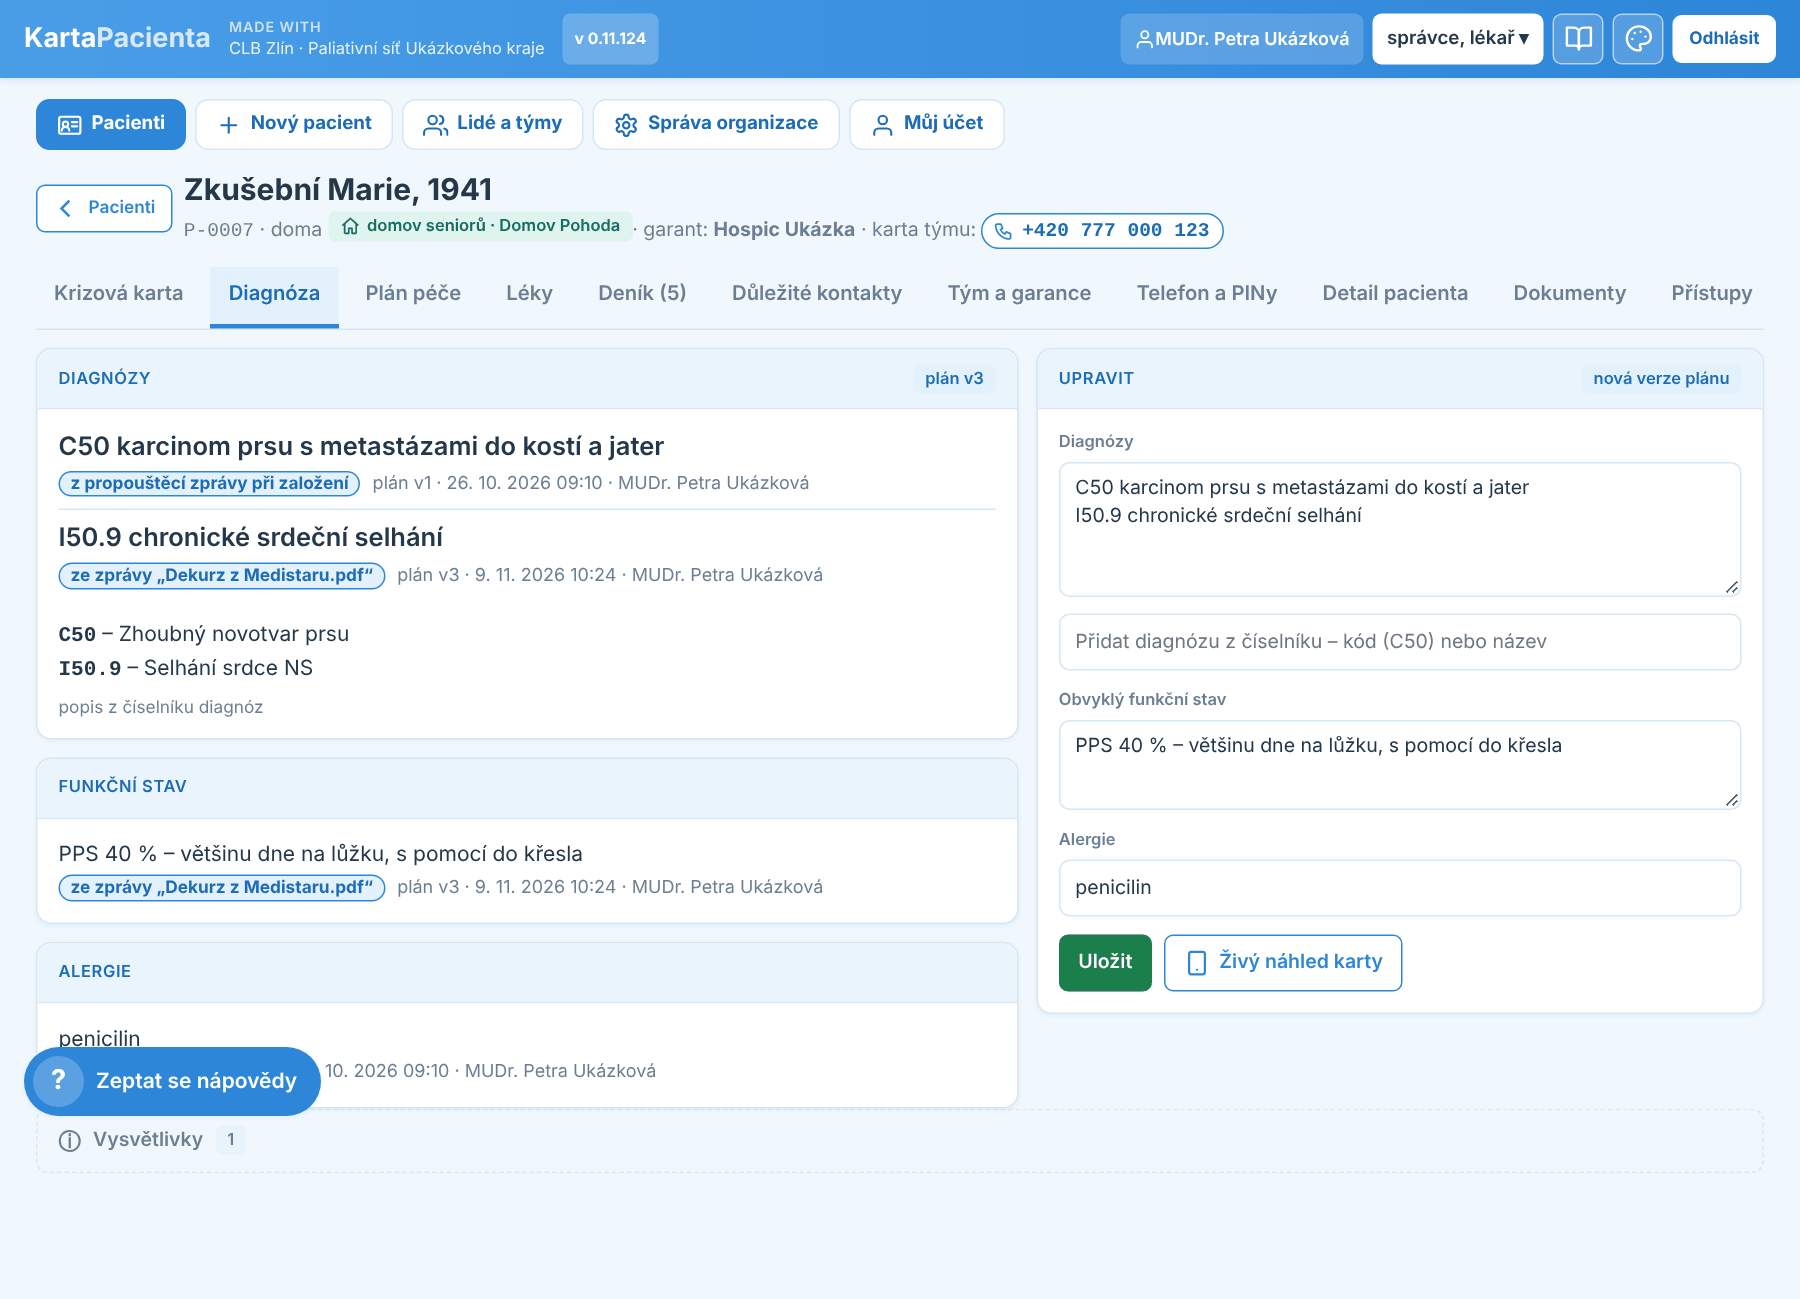 KartaPacienta
MADE WITH
CLB Zlín · Paliativní síť Ukázkového kraje
v 0.11.124
MUDr. Petra Ukázková
správce, lékař ▾
Odhlásit
Pacienti
Nový pacient
Lidé a týmy
Správa organizace
Můj účet
Pacienti
Zkušební Marie, 1941
P-0007 · doma domov seniorů · Domov Pohoda · garant: Hospic Ukázka · karta týmu: +420 777 000 123
Krizová karta
Diagnóza
Plán péče
Léky
Deník (5)
Důležité kontakty
Tým a garance
Telefon a PINy
Detail pacienta
Dokumenty
Přístupy
DIAGNÓZY
plán v3
C50 karcinom prsu s metastázami do kostí a jater
z propouštěcí zprávy při založení plán v1 · 26. 10. 2026 09:10 · MUDr. Petra Ukázková
I50.9 chronické srdeční selhání
ze zprávy „Dekurz z Medistaru.pdf“ plán v3 · 9. 11. 2026 10:24 · MUDr. Petra Ukázková
C50 – Zhoubný novotvar prsu
I50.9 – Selhání srdce NS
popis z číselníku diagnóz
FUNKČNÍ STAV
PPS 40 % – většinu dne na lůžku, s pomocí do křesla
ze zprávy „Dekurz z Medistaru.pdf“ plán v3 · 9. 11. 2026 10:24 · MUDr. Petra Ukázková
ALERGIE
penicilin
10. 2026 09:10 · MUDr. Petra Ukázková
? Zeptat se nápovědy
Vysvětlivky 1
UPRAVIT
nová verze plánu
Diagnózy
C50 karcinom prsu s metastázami do kostí a jater
I50.9 chronické srdeční selhání
Přidat diagnózu z číselníku – kód (C50) nebo název
Obvyklý funkční stav
PPS 40 % – většinu dne na lůžku, s pomocí do křesla
Alergie
penicilin
Uložit
Živý náhled karty